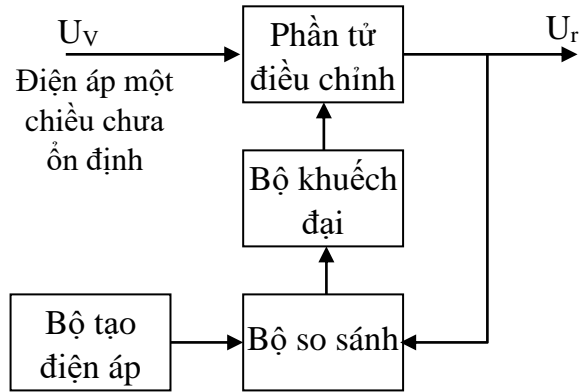 U_V
Phần tử
điều chỉnh
U_r
Điện áp một
chiều chưa
ổn định
Bộ khuếch
đại
Bộ tạo
điện áp
Bộ so sánh